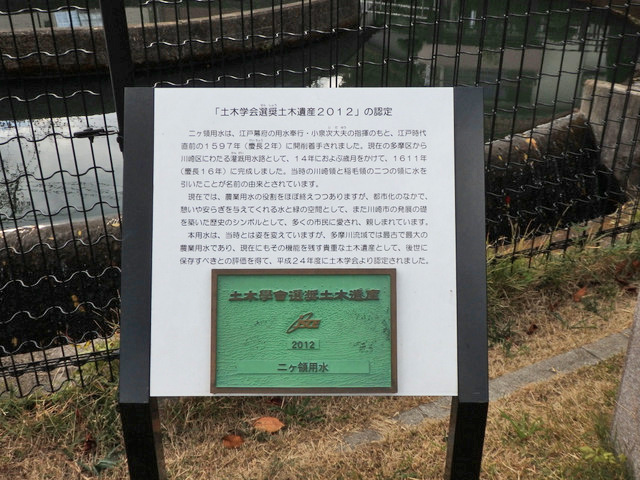 「土木学会選奨土木遺産2012」の認定
ニヶ領用水は、江戸幕府の用水奉行・小泉次大夫の指揮のもと、江戸時代
直前の1597年(慶長2年)に開削着手されました。現在の多摩区から
川崎区にわたる灌漑用水路として、14年におよぶ歳月をかけて、1611年
(慶長16年)に完成しました。当時の川崎領と稲毛領の二つの領に水を
引いたことが名前の由来とされています。
現在では、農業用水の役割をほぼ終えつつありますが、都市化のなかで、
憩いや安らぎを与えてくれる水と緑の空間として、また川崎市の発展の礎
を築いた歴史のシンボルとして、多くの市民に愛され、親しまれています。
本用水は、当時とは姿を変えていますが、多摩川流域では最古で最大の
農業用水であり、現在にもその機能を残す貴重な土木遺産として、後世に
保存すべきとの評価を得て、平成24年度に土木学会より認定されました。
土木學會選奨土木遺産
2012
二ヶ領用水